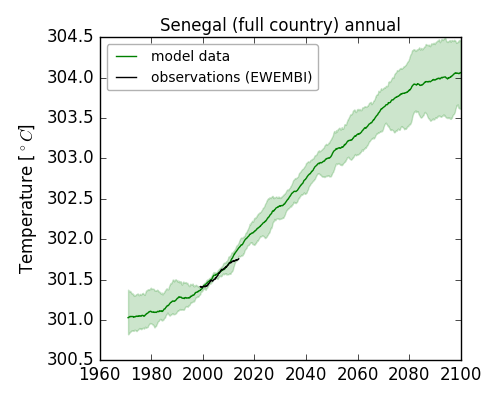 Senegal (full country) annual
304.5
304.0
303.5
303.0
302.5
302.0
301.5
301.0
300.5
Temperature [°C]
model data
observations (EWEMBI)
1960 1980 2000 2020 2040 2060 2080 2100